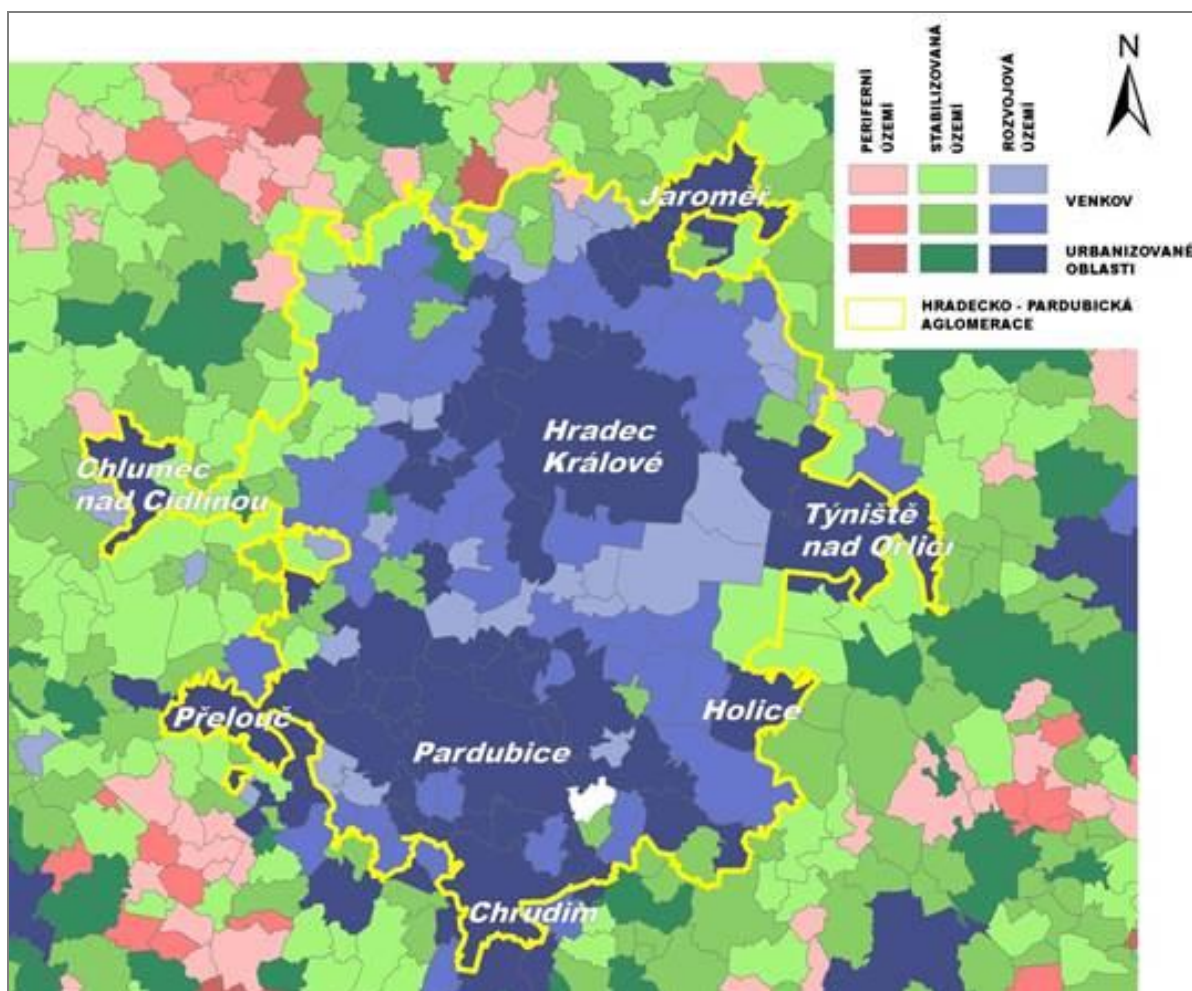 N
PERIFERNÍ
ÚZEMÍ
STABILIZOVANÁ
ÚZEMÍ
ROZVOJOVÁ
ÚZEMÍ
VENKOV
URBANIZOVANÉ
OBLASTI
HRADECKO - PARDUBICKÁ
AGLOMERACE
Jaroměř
Hradec
Králové
Chlumec
nad Cidlinou
Týniště
nad Orlicí
Přelouč
Holice
Pardubice
Chrudim